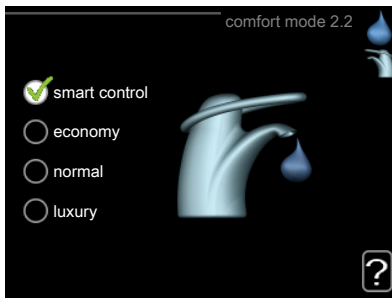 comfort mode 2.2
smart control
economy
normal
luxury
?